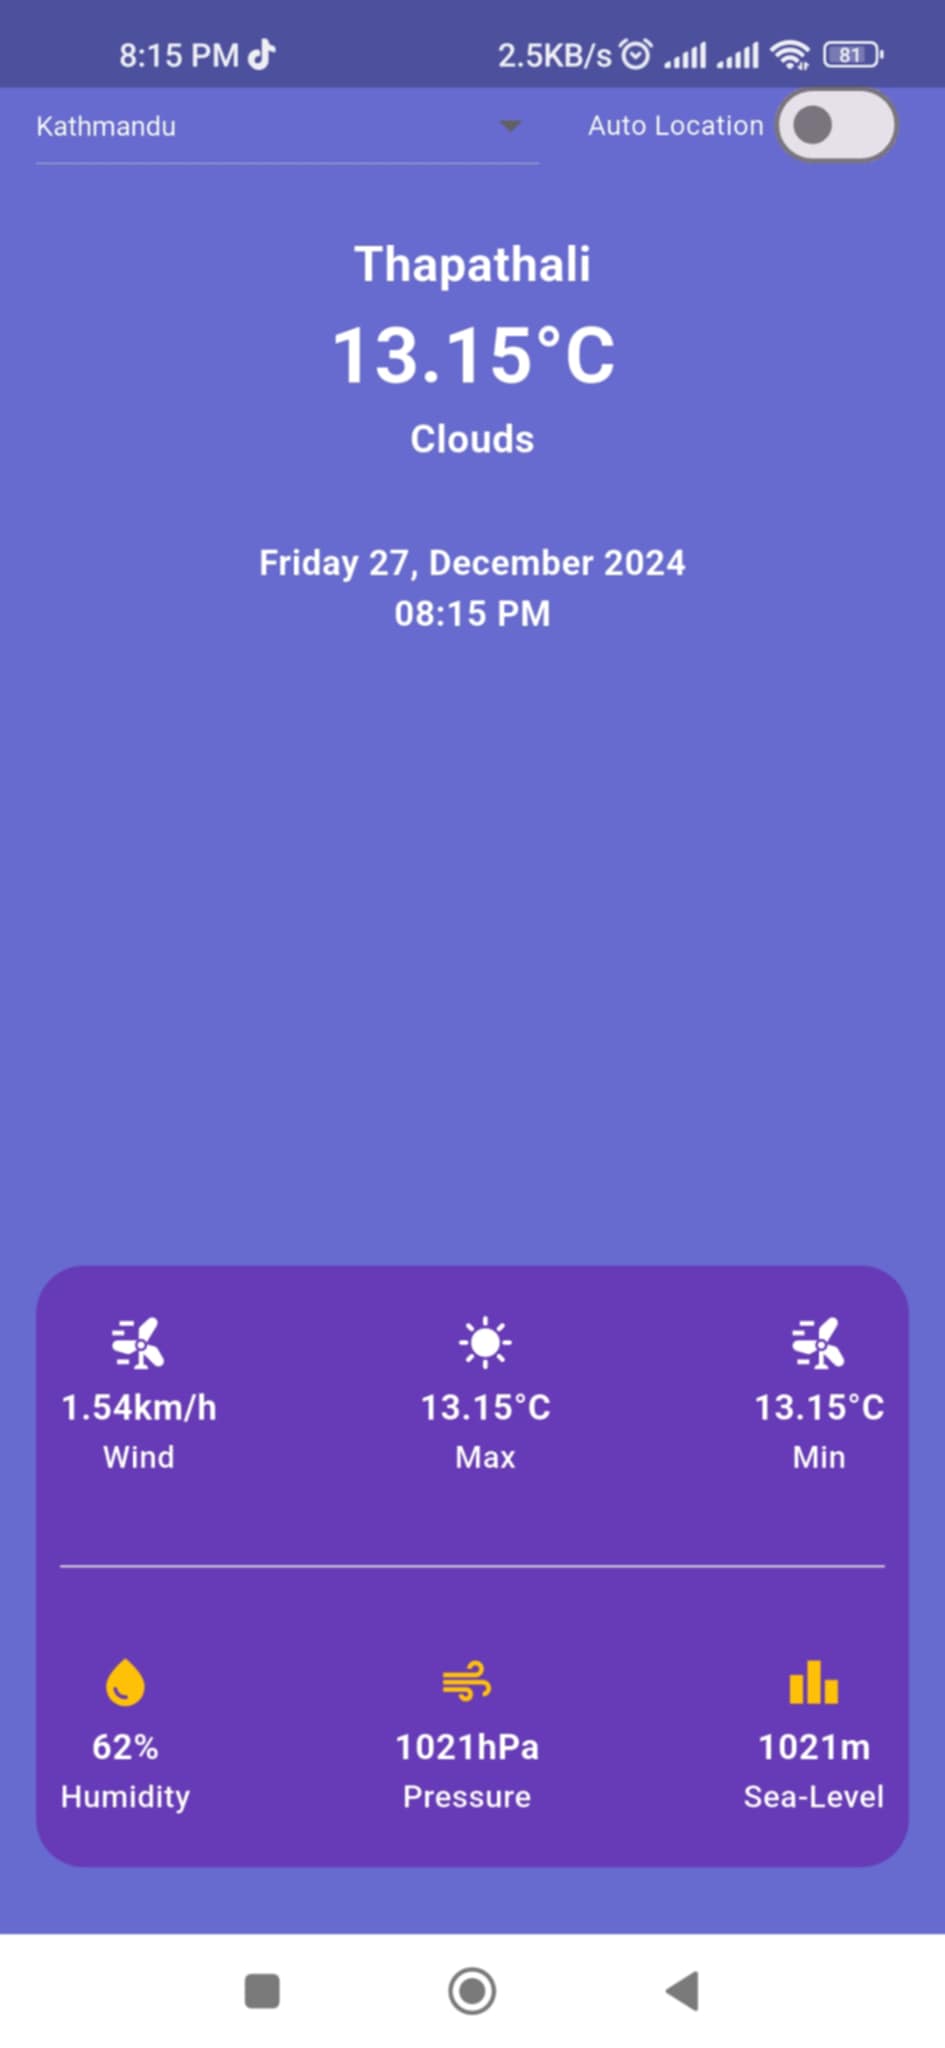 8:15 PM 2.5KB/s 81
Kathmandu Auto Location
Thapathali
13.15°C
Clouds
Friday 27, December 2024
08:15 PM
1.54km/h 13.15°C 13.15°C
Wind Max Min
62% 1021hPa 1021m
Humidity Pressure Sea-Level